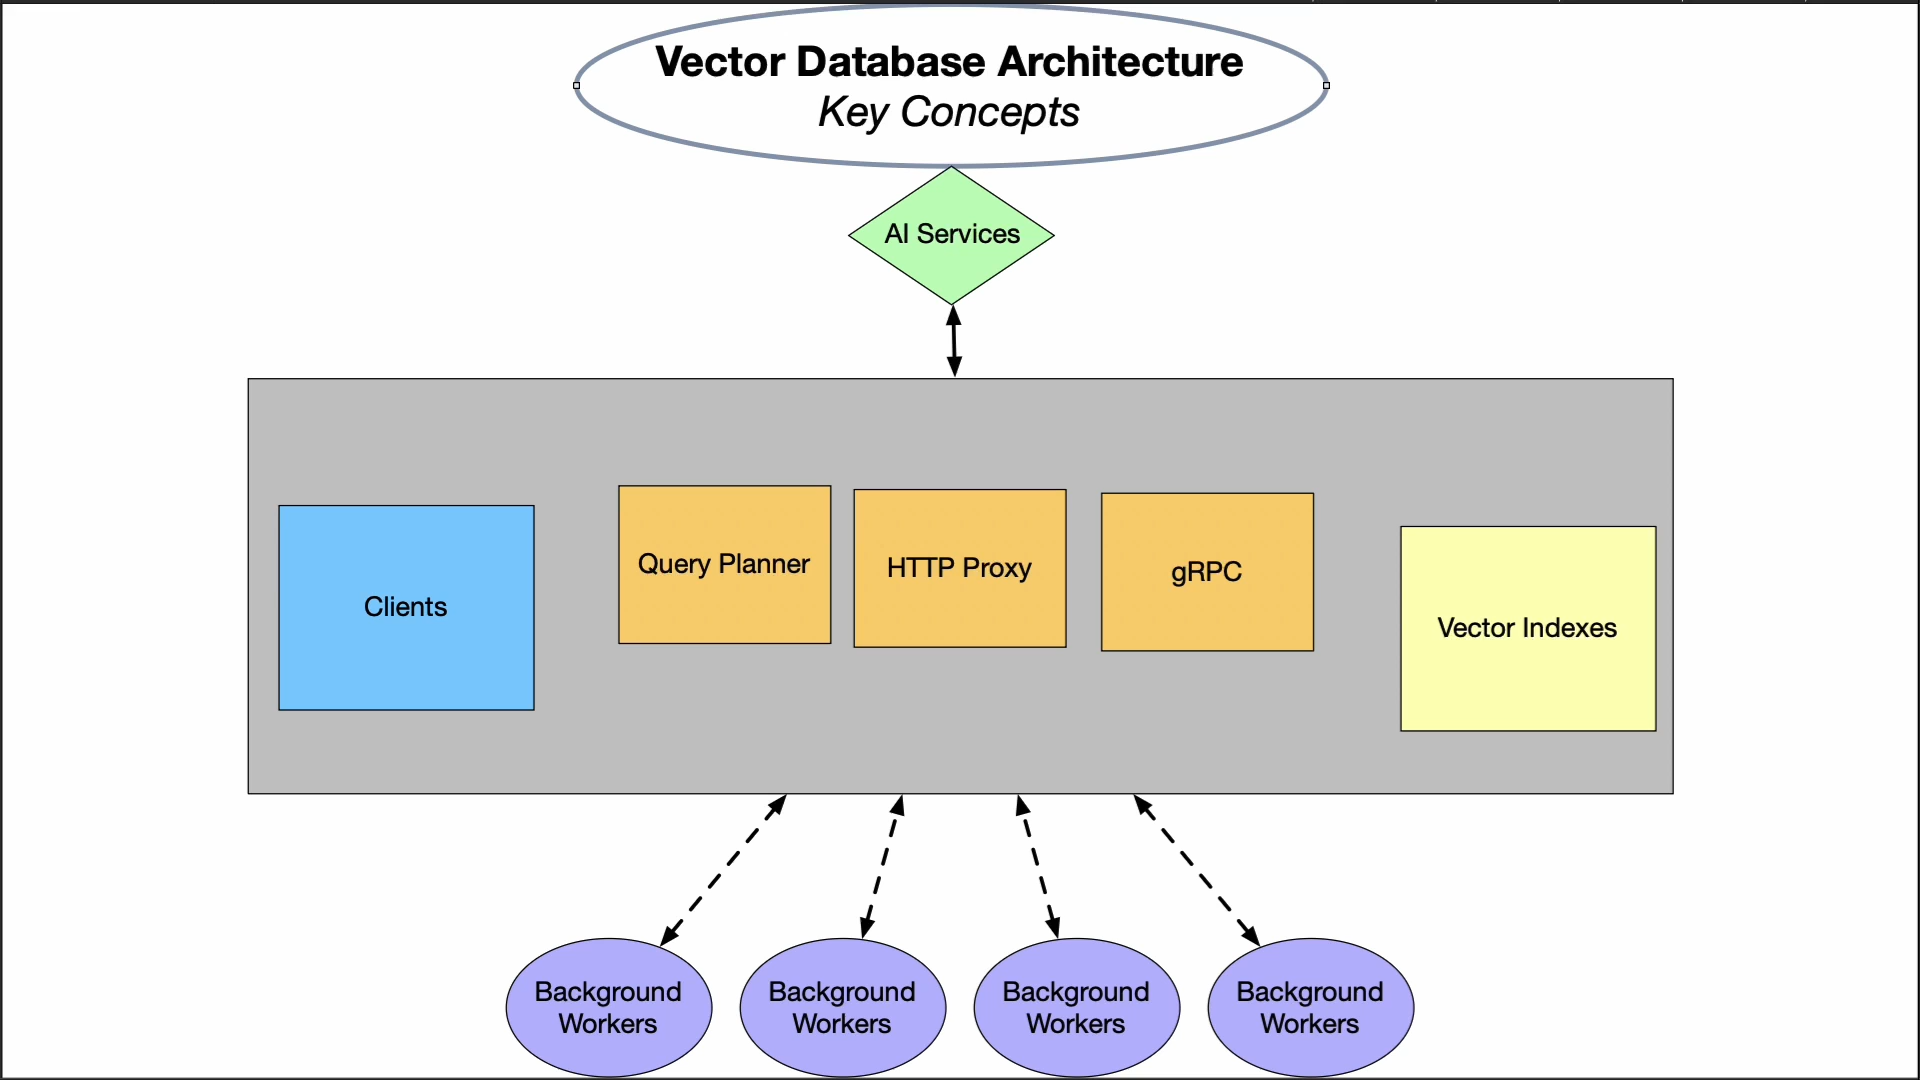 Vector Database Architecture
Key Concepts
AI Services
Clients
Query Planner
HTTP Proxy
gRPC
Vector Indexes
Background
Workers
Background
Workers
Background
Workers
Background
Workers